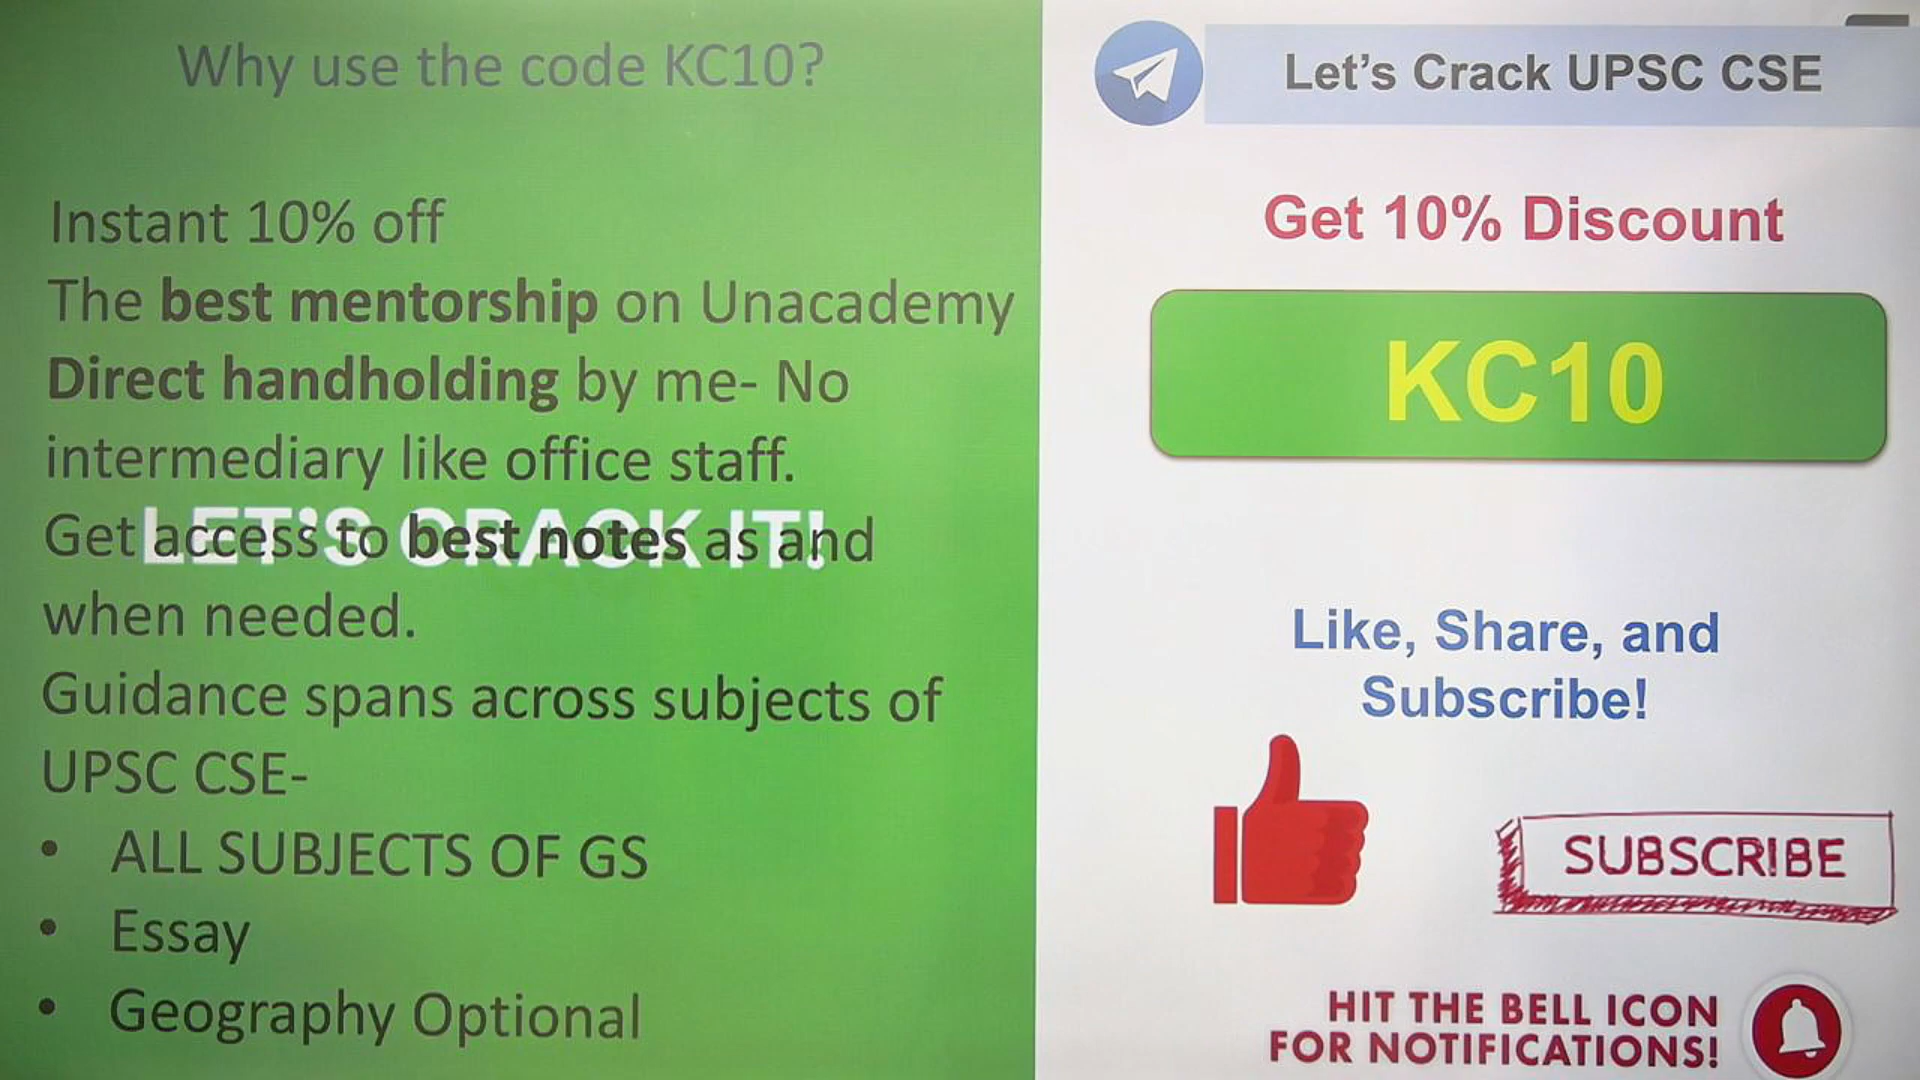 Why use the code KC10?
Instant 10% off
The best mentorship on Unacademy
Direct handholding by me- No
intermediary like office staff.
Get access to best notes as and
LET'S CRACK IT!
when needed.
Guidance spans across subjects of
UPSC CSE-
• ALL SUBJECTS OF GS
• Essay
• Geography Optional
Let's Crack UPSC CSE
Get 10% Discount
KC10
Like, Share, and
Subscribe!
SUBSCRIBE
HIT THE BELL ICON
FOR NOTIFICATIONS!